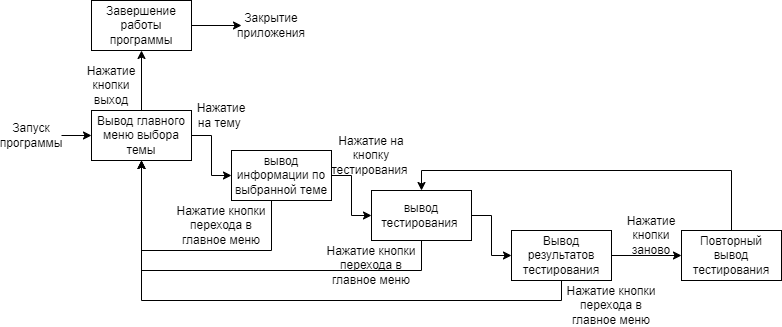 Завершение
работы
программы
Закрытие
приложения
Нажатие
кнопки
выход
Запуск
программы
Вывод главного
меню выбора
темы
Нажатие
на тему
вывод
информации по
выбранной теме
Нажатие на
кнопку
тестирования
Нажатие кнопки
перехода в
главное меню
вывод
тестирования
Нажатие кнопки
перехода в
главное меню
Вывод
результатов
тестирования
Нажатие
кнопки
заново
Повторный
вывод
тестирования
Нажатие кнопки
перехода в
главное меню